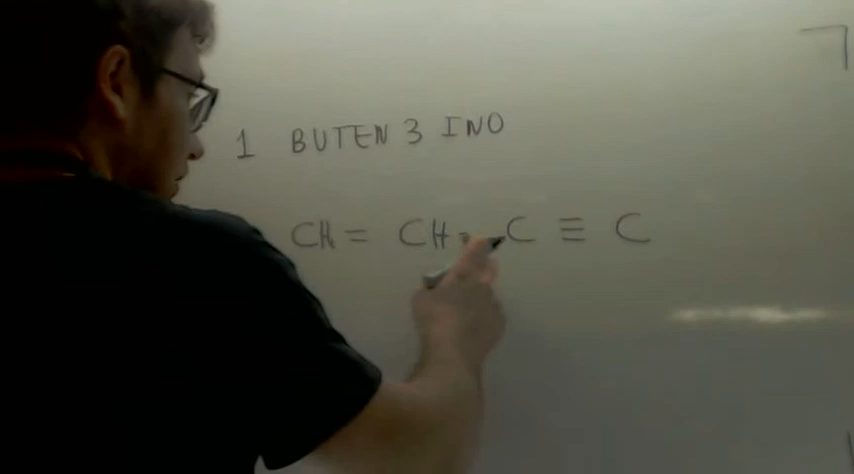 1 BUTEN 3 INO
CH = CH - C ≡ C